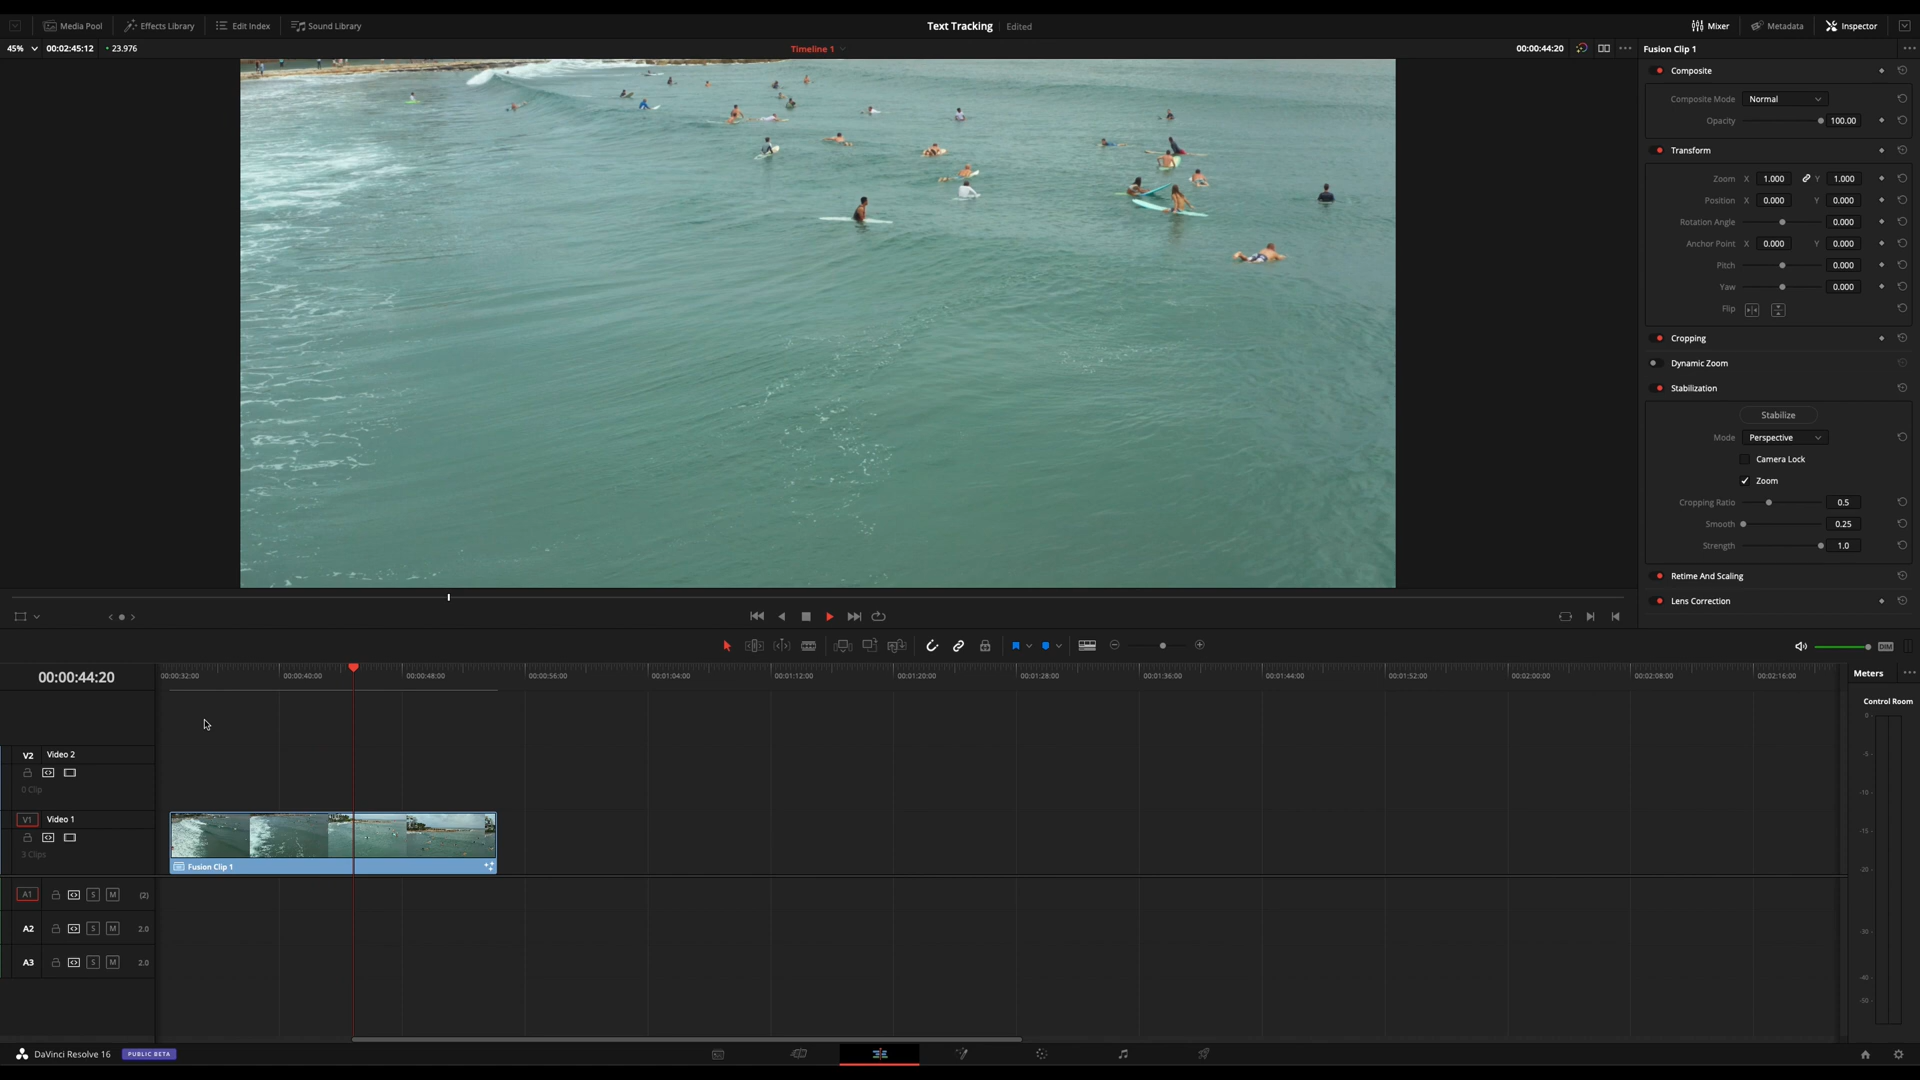 Media Pool Effects Library Edit Index Sound Library Text Tracking Edited Mixer Metadata Inspector
45% 00:02:45:12 23.976 Timeline 1 00:00:44:20 Fusion Clip 1
Composite
Composite Mode Normal
Opacity 100.00
Transform
Zoom X 1.000 Y 1.000
Position X 0.000 Y 0.000
Rotation Angle 0.000
Anchor Point X 0.000 Y 0.000
Pitch 0.000
Yaw 0.000
Flip
Cropping
Dynamic Zoom
Stabilization
Stabilize
Mode Perspective
Camera Lock
Zoom
Cropping Ratio 0.5
Smooth 0.25
Strength 1.0
Retime And Scaling
Lens Correction
DIM
00:00:44:20 00:00:32:00 00:00:40:00 00:00:48:00 00:00:56:00 00:01:04:00 00:01:12:00 00:01:20:00 00:01:28:00 00:01:36:00 00:01:44:00 00:01:52:00 00:02:00:00 00:02:08:00 00:02:16:00 Meters
Control Room
0
-5
-10
-15
-20
-30
-40
-50
V2 Video 2
0 Clip
V1 Video 1
3 Clips
Fusion Clip 1
A1 S M (2)
A2 S M 2.0
A3 S M 2.0
DaVinci Resolve 16 PUBLIC BETA